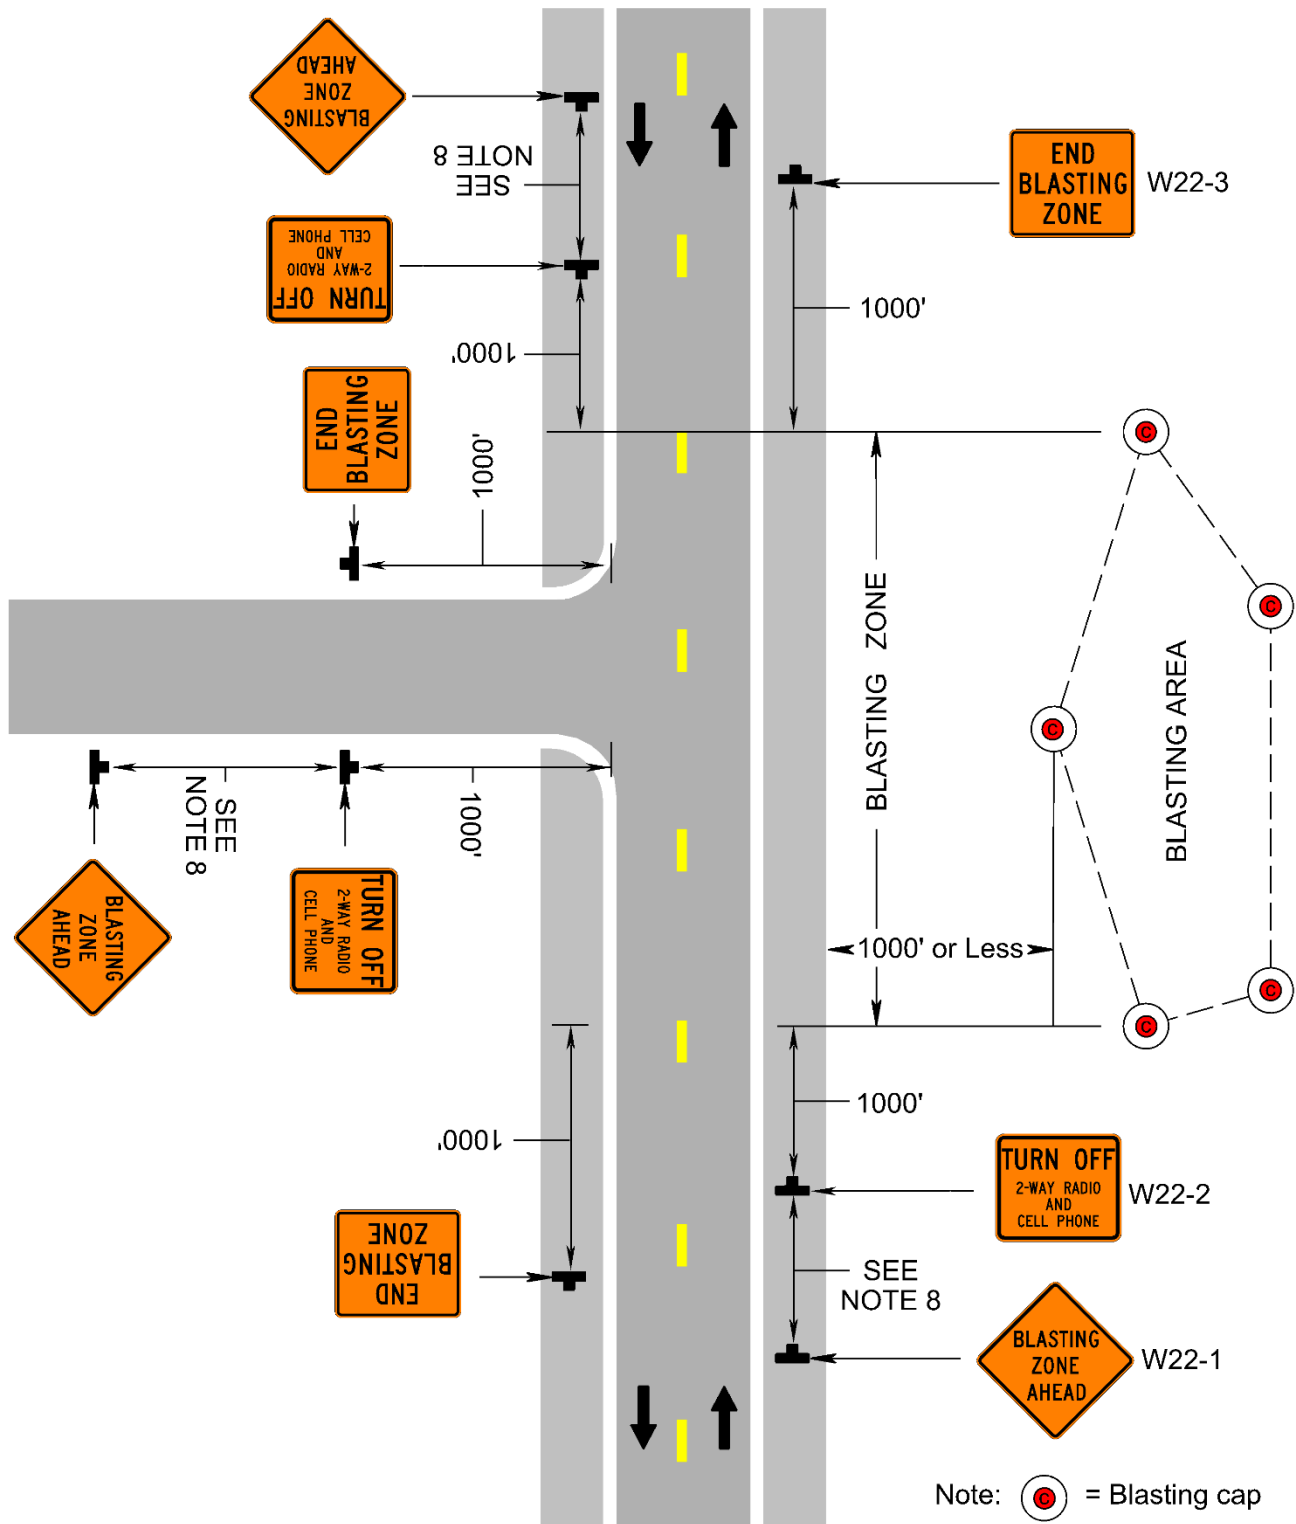 BLASTING
ZONE
AHEAD
SEE
NOTE 8
TURN OFF
2-WAY RADIO
AND
CELL PHONE
1000'
END
BLASTING
ZONE
1000'
END
BLASTING
ZONE
W22-3
1000'
BLASTING ZONE
BLASTING AREA
C
C
C
C
C
1000' or Less
SEE
NOTE 8
1000'
BLASTING
ZONE
AHEAD
TURN OFF
2-WAY RADIO
AND
CELL PHONE
1000'
END
BLASTING
ZONE
1000'
TURN OFF
2-WAY RADIO
AND
CELL PHONE
W22-2
SEE
NOTE 8
BLASTING
ZONE
AHEAD
W22-1
Note: C = Blasting cap